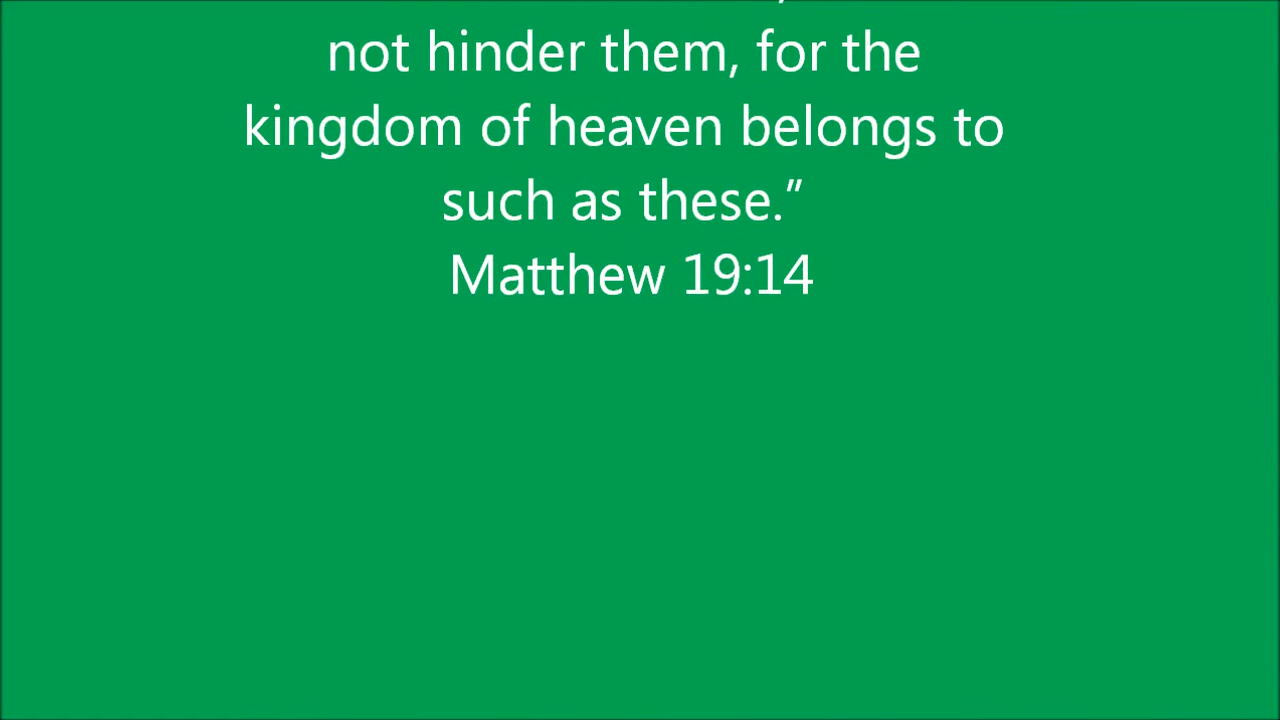 not hinder them, for the
kingdom of heaven belongs to
such as these.”
Matthew 19:14